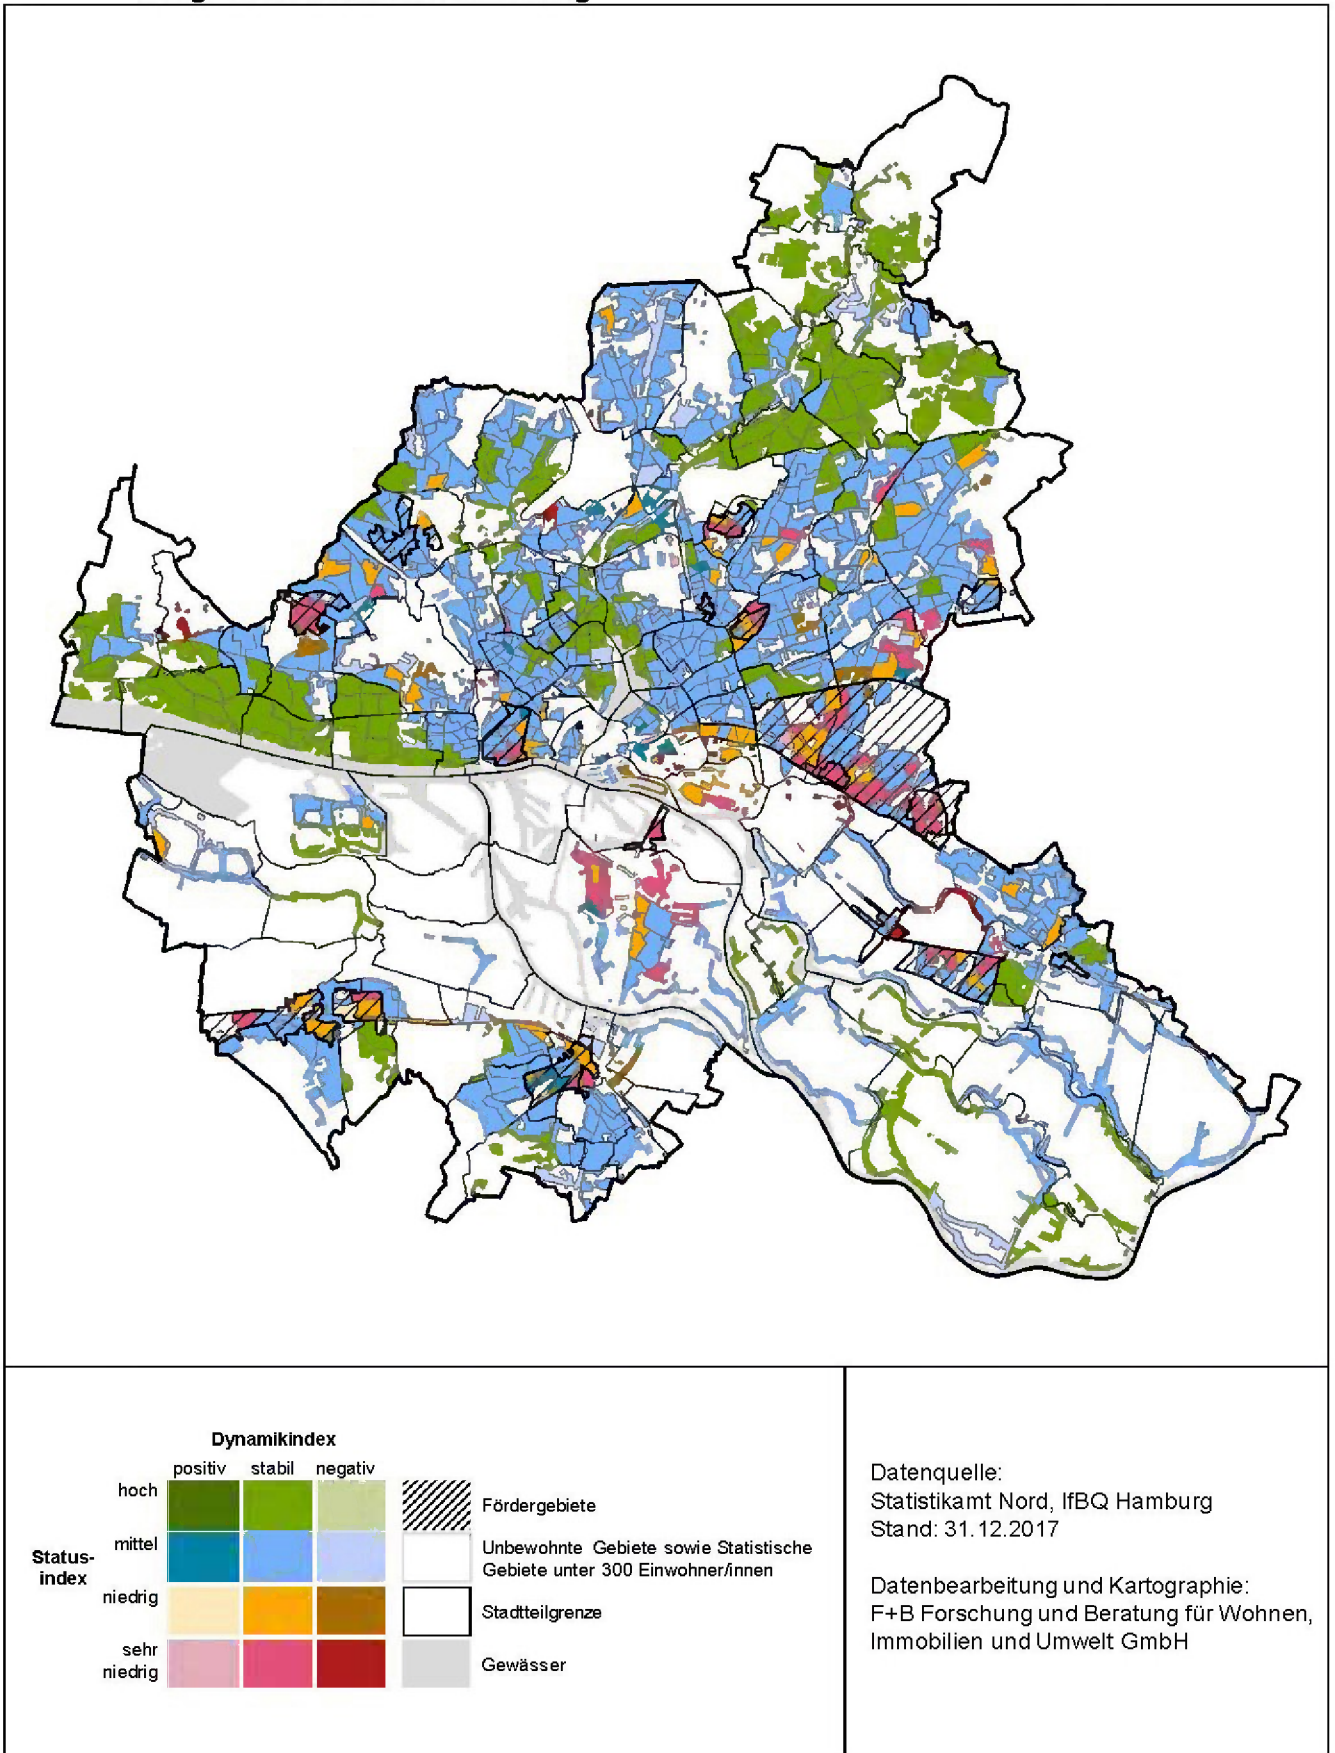 Dynamikindex
positiv stabil negativ
hoch
mittel
Status-
index
niedrig
sehr
niedrig
Fördergebiete
Unbewohnte Gebiete sowie Statistische
Gebiete unter 300 Einwohner/innen
Stadtteilgrenze
Gewässer
Datenquelle:
Statistikamt Nord, IfBQ Hamburg
Stand: 31.12.2017
Datenbearbeitung und Kartographie:
F+B Forschung und Beratung für Wohnen,
Immobilien und Umwelt GmbH